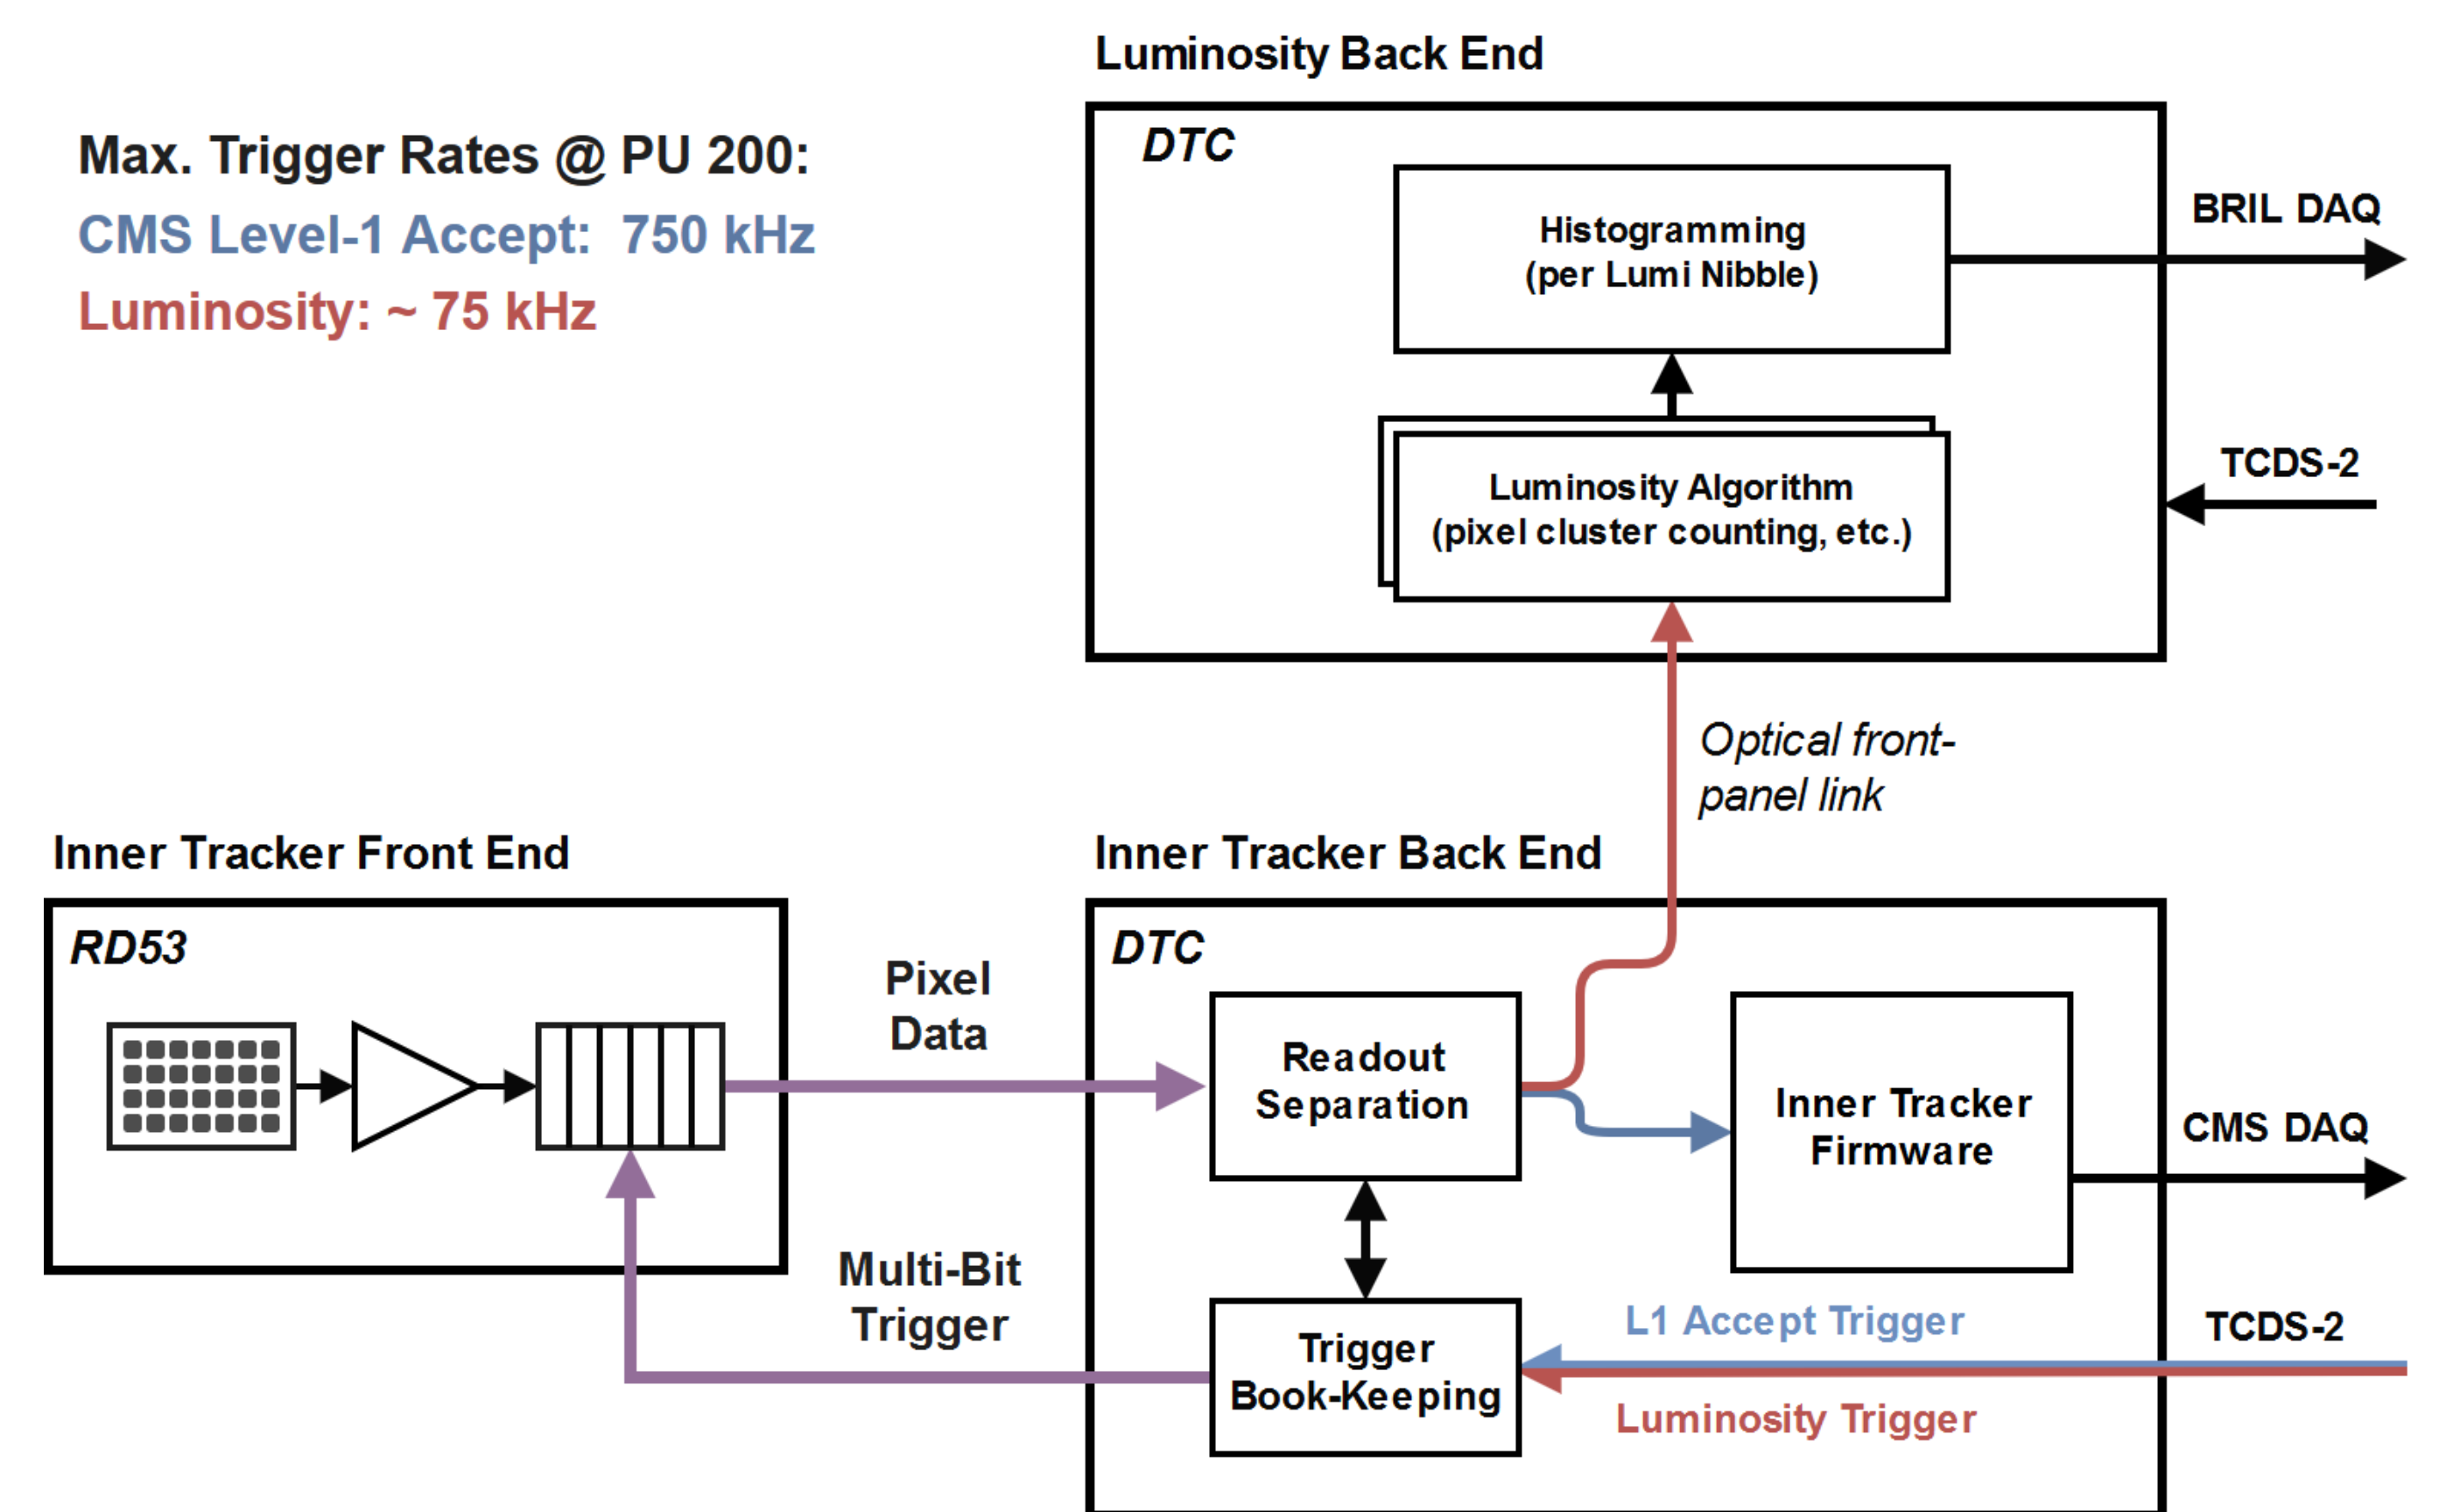 Luminosity Back End
Max. Trigger Rates @ PU 200:
CMS Level-1 Accept: 750 kHz
Luminosity: ~ 75 kHz
DTC
Histogramming
(per Lumi Nibble)
BRIL DAQ
Luminosity Algorithm
(pixel cluster counting, etc.)
TCDS-2
Optical front-
panel link
Inner Tracker Front End
RD53
Pixel
Data
Multi-Bit
Trigger
Inner Tracker Back End
DTC
Readout
Separation
Inner Tracker
Firmware
CMS DAQ
Trigger
Book-Keeping
L1 Accept Trigger
Luminosity Trigger
TCDS-2